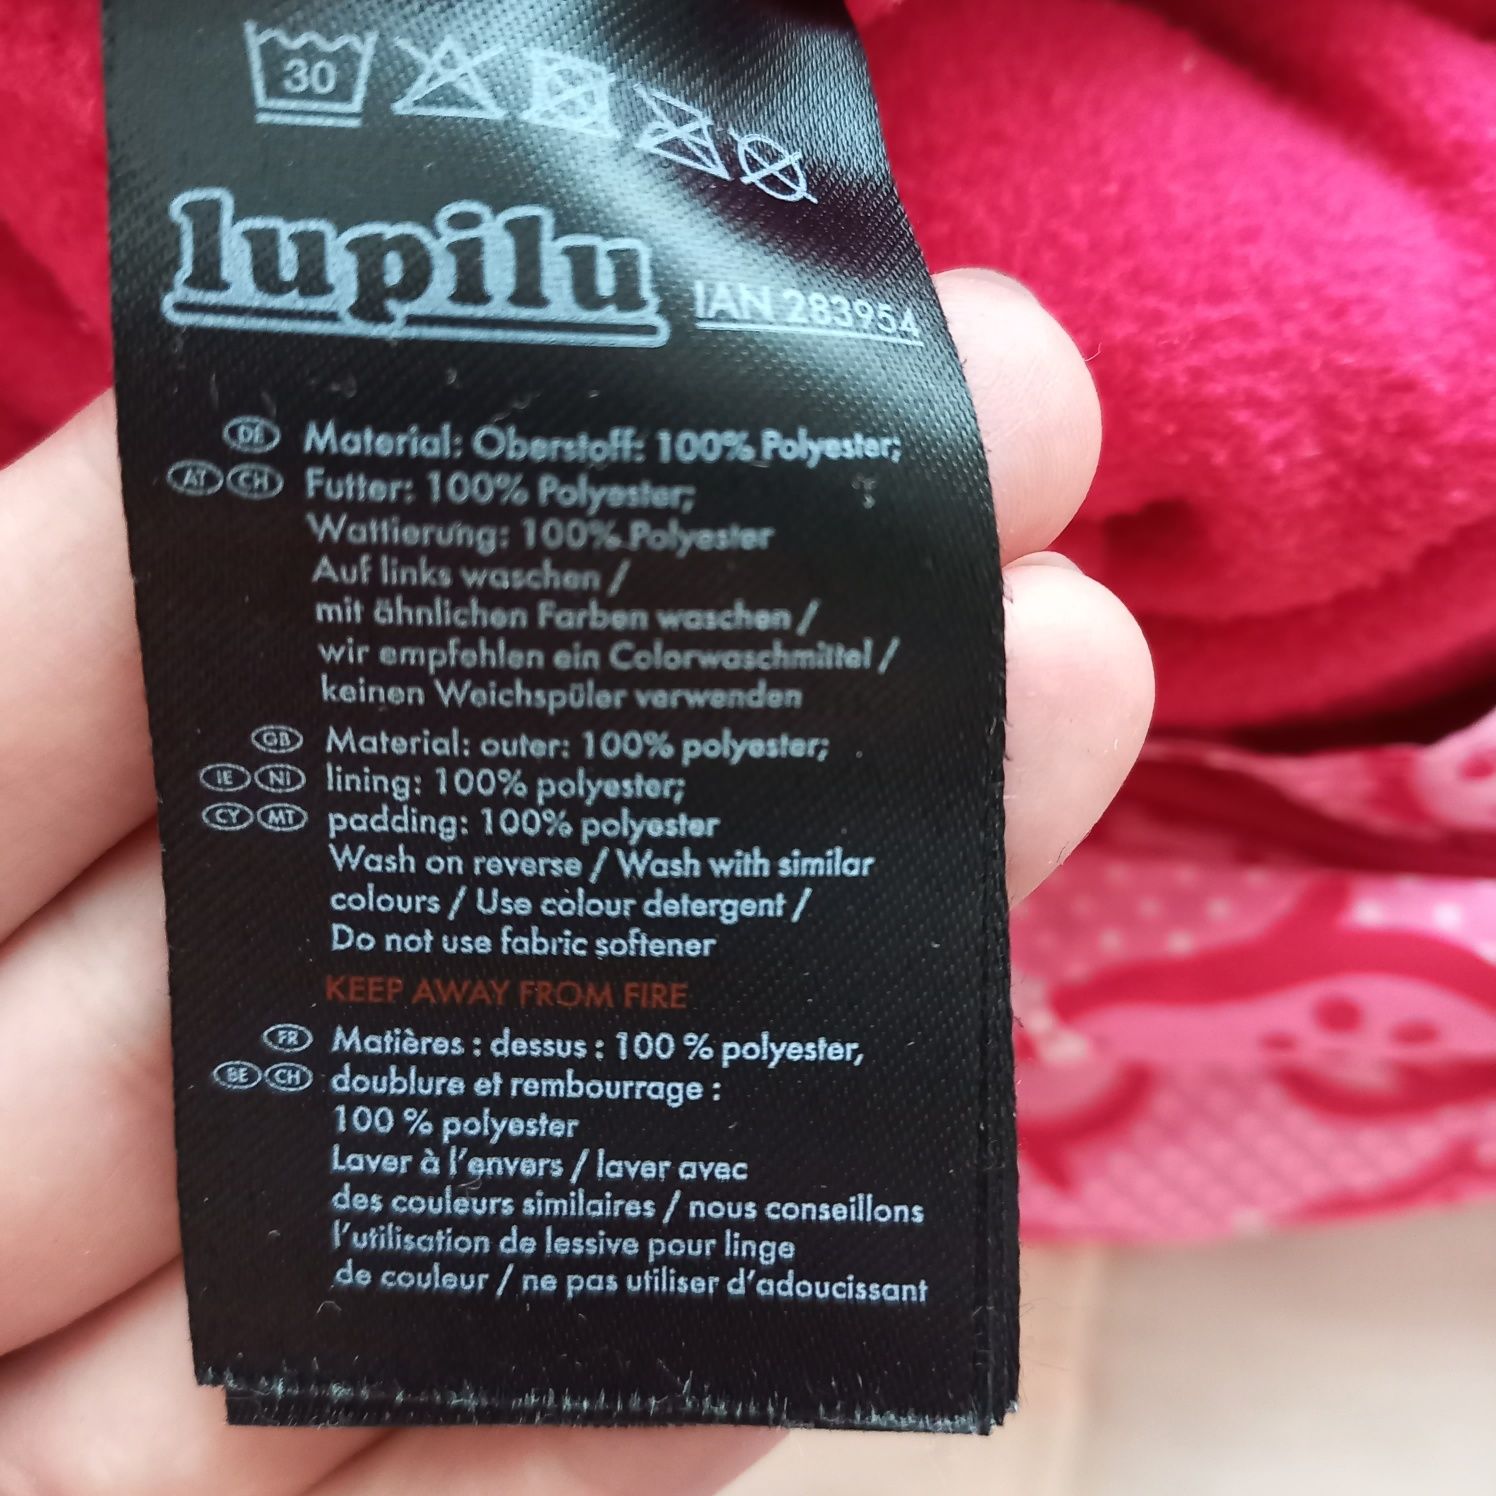 30
lupilu
IAN 283954
DE Material: Oberstoff: 100% Polyester;
AT CH Futter: 100% Polyester;
Wattierung: 100% Polyester
Auf links waschen /
mit ähnlichen Farben waschen /
wir empfehlen ein Colorwaschmittel /
keinen Weichspüler verwenden
GB Material: outer: 100% polyester;
IE NI lining: 100% polyester;
CY MT padding: 100% polyester
Wash on reverse / Wash with similar
colours / Use colour detergent /
Do not use fabric softener
KEEP AWAY FROM FIRE
FR Matières : dessus : 100 % polyester,
BE CH doublure et rembourrage :
100 % polyester
Laver à l'envers / laver avec
des couleurs similaires / nous conseillons
l'utilisation de lessive pour linge
de couleur / ne pas utiliser d'adoucissant